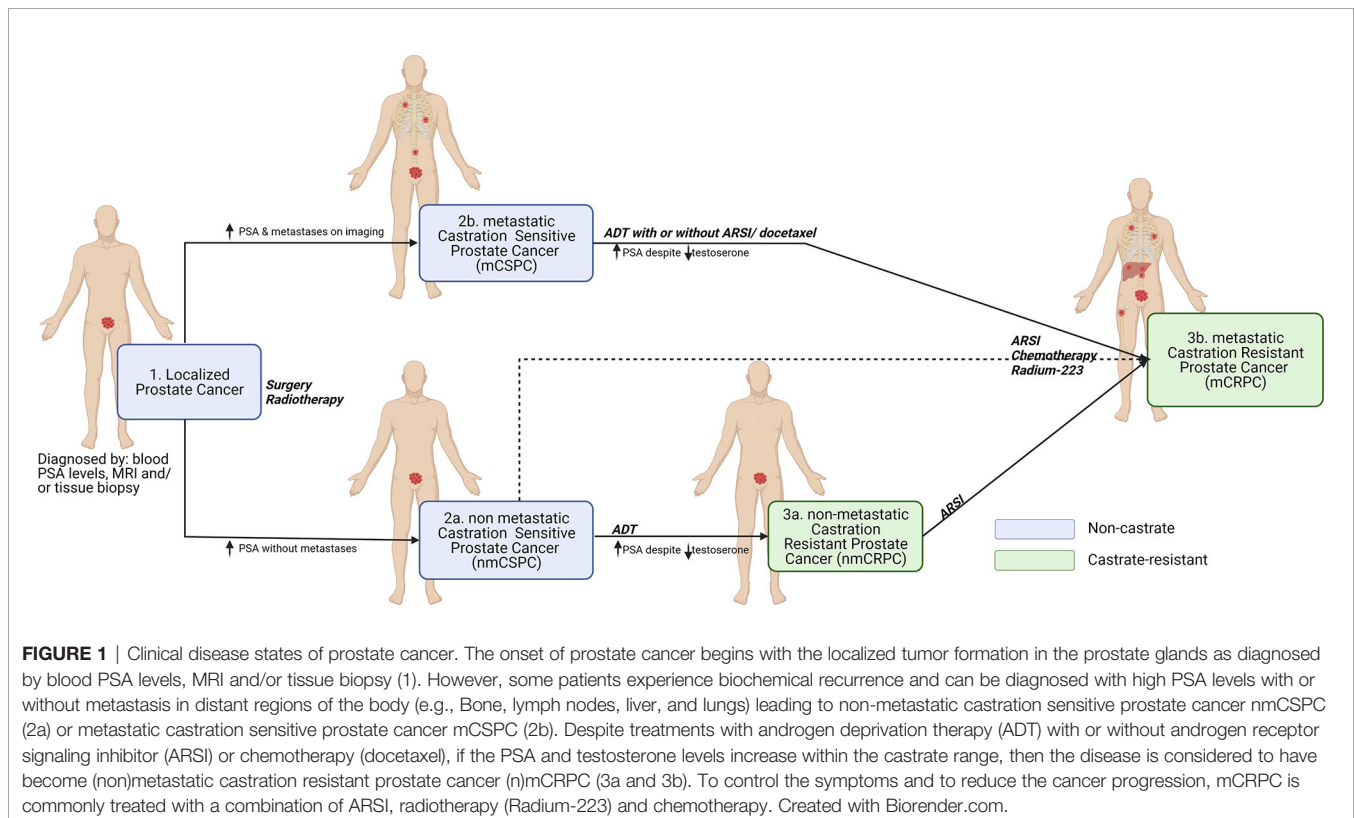 2b. metastatic
Castration Sensitive
Prostate Cancer
(mCSPC)
PSA & metastases on imaging
ADT with or without ARSI/ docetaxel
PSA despite testoserone
1. Localized
Prostate Cancer
Surgery
Radiotherapy
Diagnosed by: blood
PSA levels, MRI and/
or tissue biopsy
ARSI
Chemotherapy
Radium-223
3b. metastatic
Castration Resistant
Prostate Cancer
(mCRPC)
PSA without metastases
2a. non metastatic
Castration Sensitive
Prostate Cancer
(nmCSPC)
ADT
PSA despite testoserone
3a. non-metastatic
Castration
Resistant Prostate
Cancer (nmCRPC)
ARSI
Non-castrate
Castrate-resistant
FIGURE 1 | Clinical disease states of prostate cancer. The onset of prostate cancer begins with the localized tumor formation in the prostate glands as diagnosed
by blood PSA levels, MRI and/or tissue biopsy (1). However, some patients experience biochemical recurrence and can be diagnosed with high PSA levels with or
without metastasis in distant regions of the body (e.g., Bone, lymph nodes, liver, and lungs) leading to non-metastatic castration sensitive prostate cancer nmCSPC
(2a) or metastatic castration sensitive prostate cancer mCSPC (2b). Despite treatments with androgen deprivation therapy (ADT) with or without androgen receptor
signaling inhibitor (ARSI) or chemotherapy (docetaxel), if the PSA and testosterone levels increase within the castrate range, then the disease is considered to have
become (non)metastatic castration resistant prostate cancer (n)mCRPC (3a and 3b). To control the symptoms and to reduce the cancer progression, mCRPC is
commonly treated with a combination of ARSI, radiotherapy (Radium-223) and chemotherapy. Created with Biorender.com.